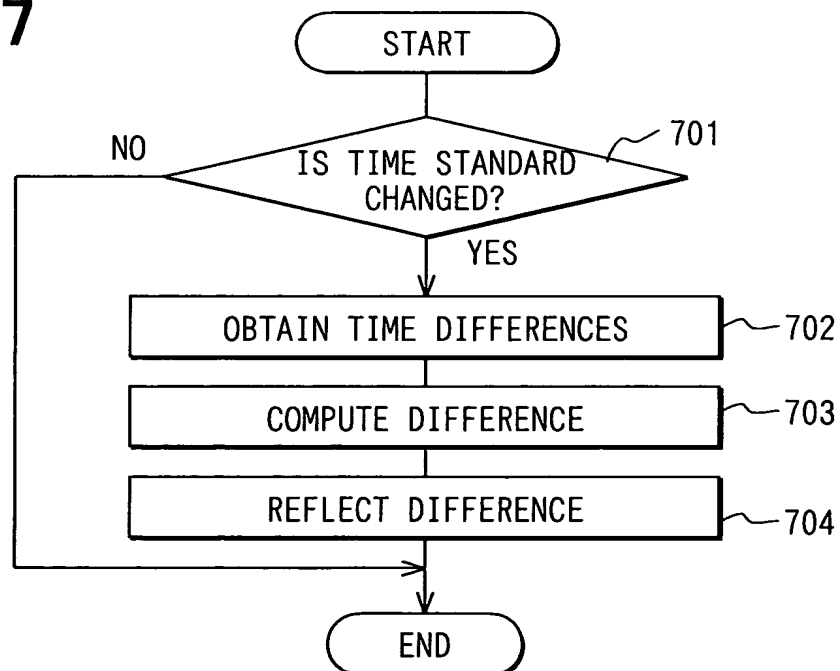 7
START
NO
701
IS TIME STANDARD
CHANGED?
YES
OBTAIN TIME DIFFERENCES
702
COMPUTE DIFFERENCE
703
REFLECT DIFFERENCE
704
END